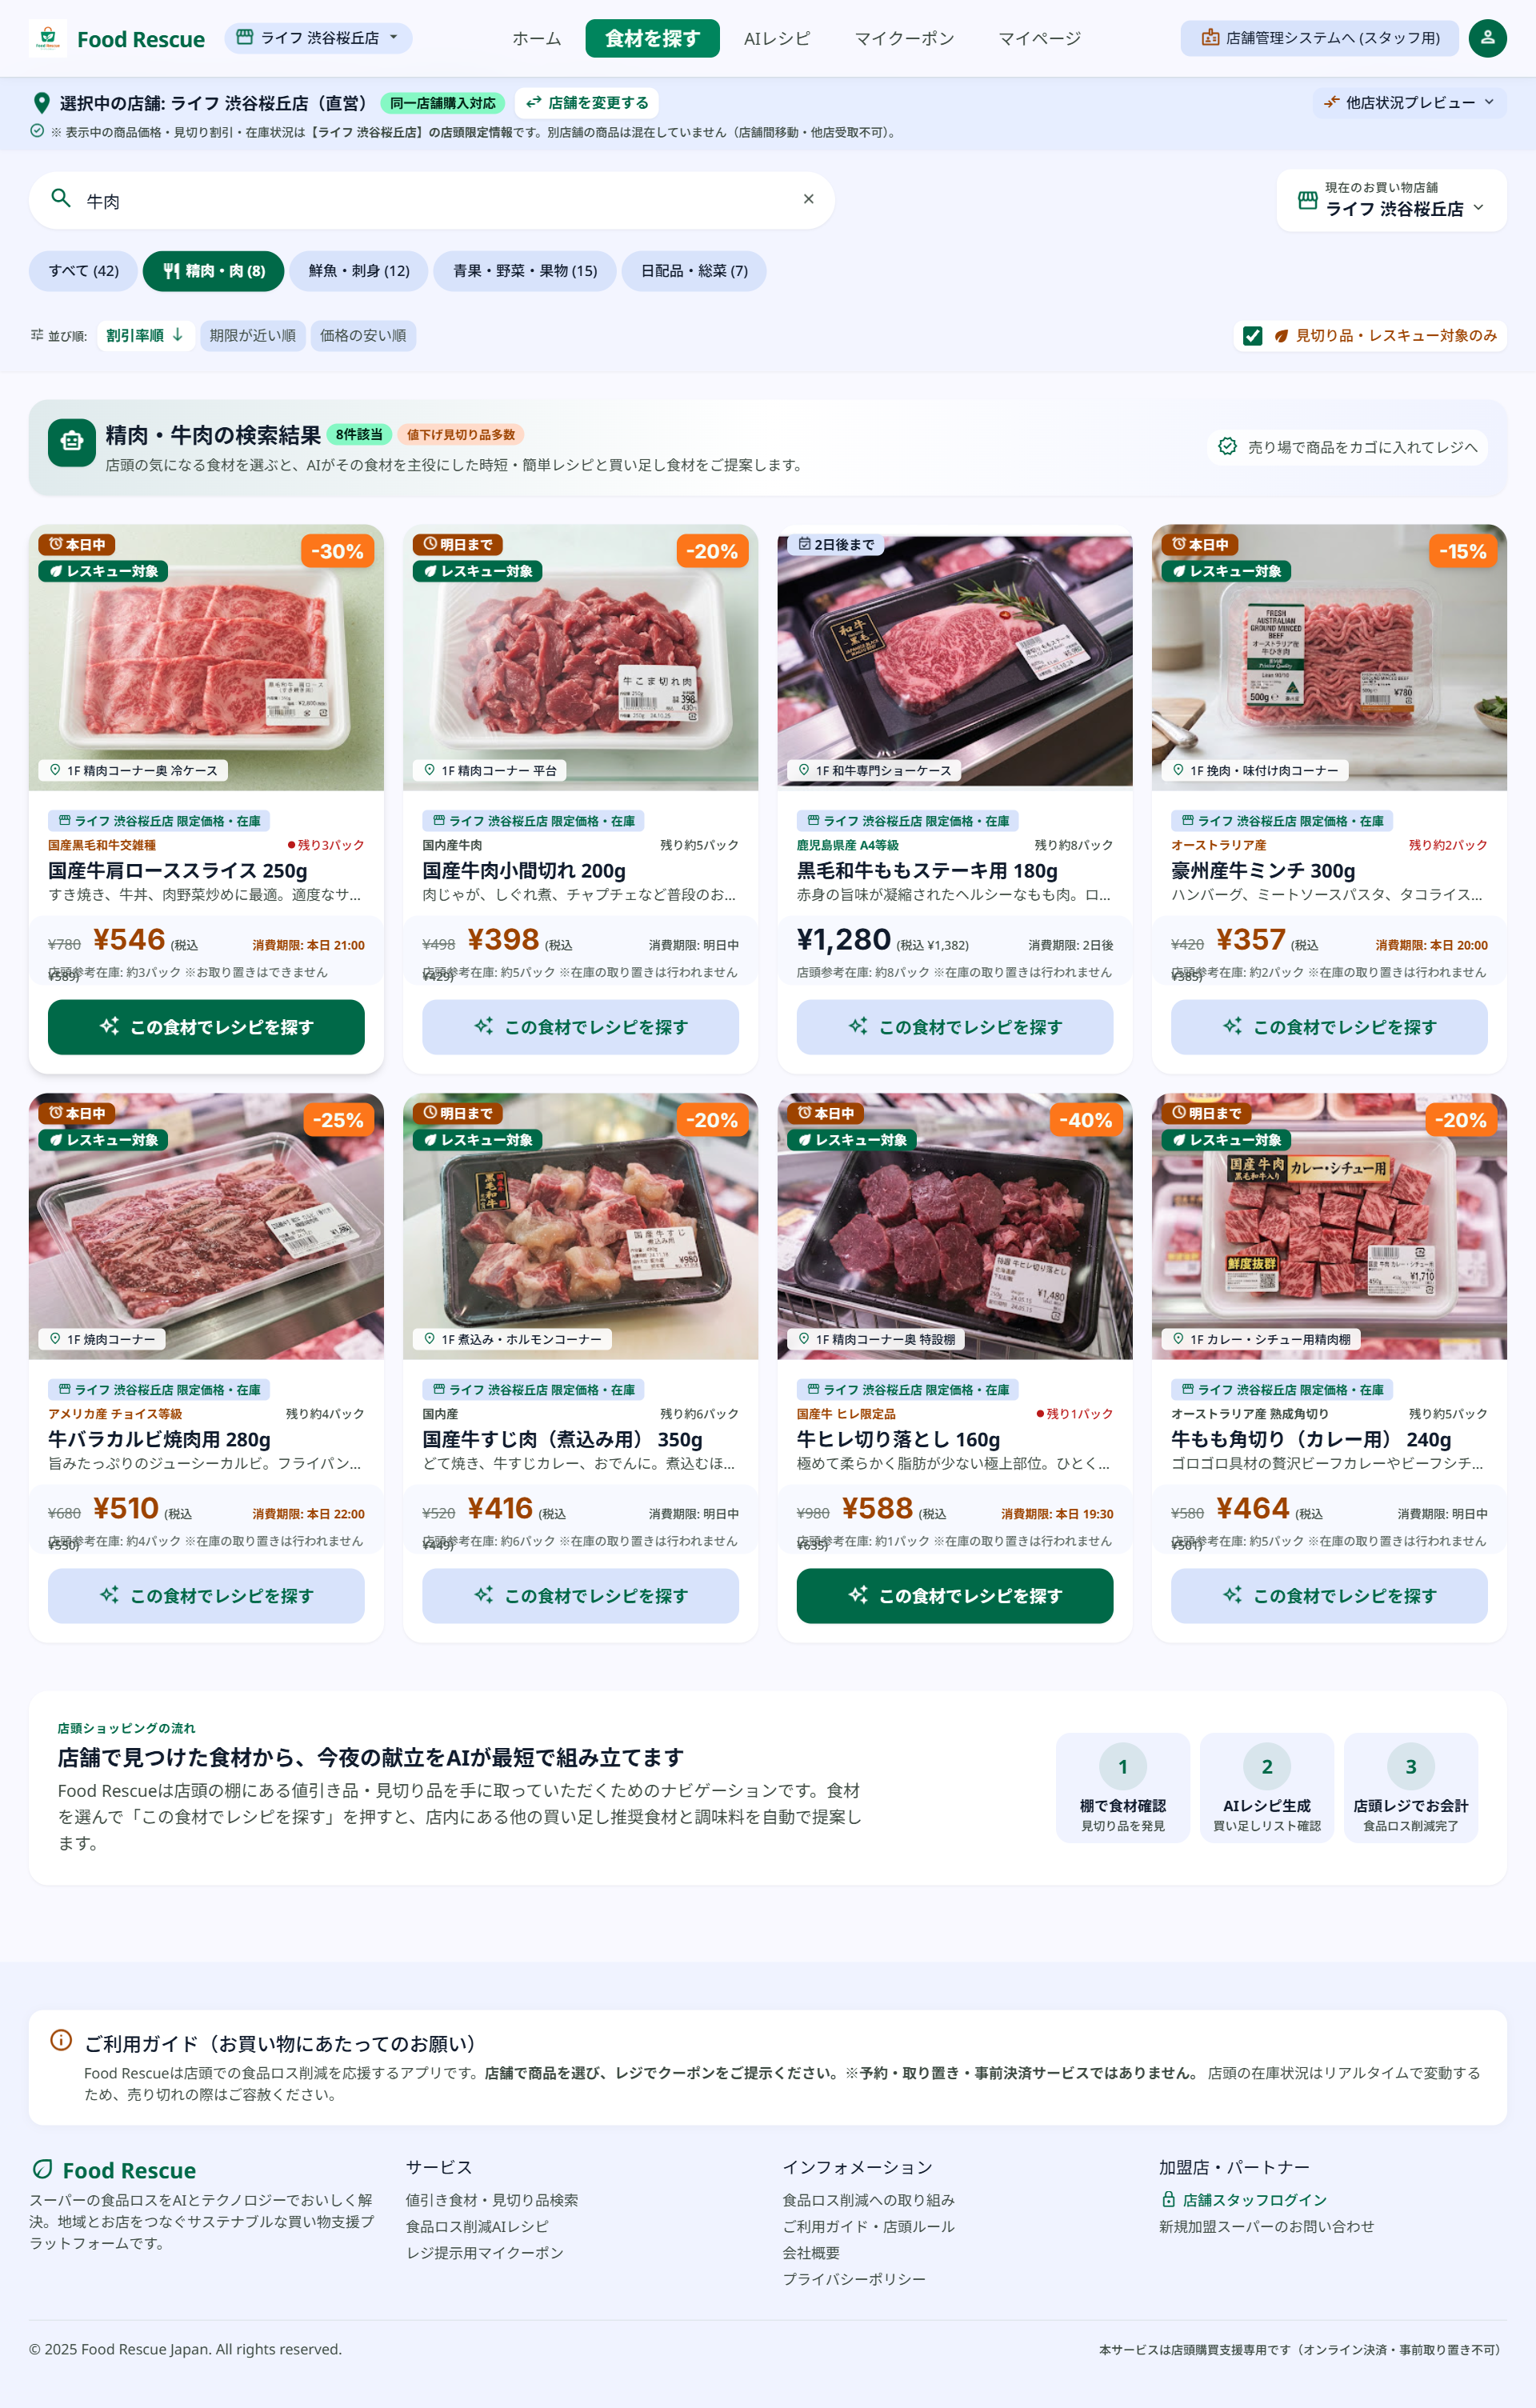 Food Rescue
ライフ 渋谷桜丘店
ホーム
食材を探す
AIレシピ
マイクーポン
マイページ
店舗管理システムへ (スタッフ用)
選択中の店舗: ライフ 渋谷桜丘店（直営）
同一店舗購入対応
店舗を変更する
他店状況プレビュー
※ 表示中の商品価格・見切り割引・在庫状況は【ライフ 渋谷桜丘店】の店頭限定情報です。別店舗の商品は混在していません（店舗間移動・他店受取不可）。
牛肉
現在のお買い物店舗
ライフ 渋谷桜丘店
すべて (42)
精肉・肉 (8)
鮮魚・刺身 (12)
青果・野菜・果物 (15)
日配品・総菜 (7)
並び順:
割引率順
期限が近い順
価格の安い順
見切り品・レスキュー対象のみ
精肉・牛肉の検索結果
8件該当
値下げ見切り品多数
店頭の気になる食材を選ぶと、AIがその食材を主役にした時短・簡単レシピと買い足し食材をご提案します。
売り場で商品をカゴに入れてレジへ
本日中
レスキュー対象
-30%
1F 精肉コーナー奥 冷ケース
ライフ 渋谷桜丘店 限定価格・在庫
国産黒毛和牛交雑種
残り3パック
国産牛肩ローススライス 250g
すき焼き、牛丼、肉野菜炒めに最適。適度なサ...
¥780 ¥546 (税込
¥589)
消費期限: 本日 21:00
店頭参考在庫: 約3パック ※お取り置きはできません
この食材でレシピを探す
明日まで
レスキュー対象
-20%
牛こま切れ肉
398
1F 精肉コーナー 平台
ライフ 渋谷桜丘店 限定価格・在庫
国内産牛肉
残り約5パック
国産牛肉小間切れ 200g
肉じゃが、しぐれ煮、チャプチェなど普段のお...
¥498 ¥398 (税込
¥429)
消費期限: 明日中
店頭参考在庫: 約5パック ※在庫の取り置きは行われません
この食材でレシピを探す
2日後まで
和牛
黒毛
1F 和牛専門ショーケース
ライフ 渋谷桜丘店 限定価格・在庫
鹿児島県産 A4等級
残り約8パック
黒毛和牛ももステーキ用 180g
赤身の旨味が凝縮されたヘルシーなもも肉。ロ...
¥1,280 (税込 ¥1,382)
消費期限: 2日後
店頭参考在庫: 約8パック ※在庫の取り置きは行われません
この食材でレシピを探す
本日中
レスキュー対象
-15%
FRESH
AUSTRALIAN
GROUND MINCED
BEEF
オーストラリア産
牛ひき肉
500g
¥780
1F 挽肉・味付け肉コーナー
ライフ 渋谷桜丘店 限定価格・在庫
オーストラリア産
残り約2パック
豪州産牛ミンチ 300g
ハンバーグ、ミートソースパスタ、タコライス...
¥420 ¥357 (税込
¥385)
消費期限: 本日 20:00
店頭参考在庫: 約2パック ※在庫の取り置きは行われません
この食材でレシピを探す
本日中
レスキュー対象
-25%
1F 焼肉コーナー
ライフ 渋谷桜丘店 限定価格・在庫
アメリカ産 チョイス等級
残り約4パック
牛バラカルビ焼肉用 280g
旨みたっぷりのジューシーカルビ。フライパン...
¥680 ¥510 (税込
¥550)
消費期限: 本日 22:00
店頭参考在庫: 約4パック ※在庫の取り置きは行われません
この食材でレシピを探す
明日まで
レスキュー対象
-20%
黒毛和牛
国産牛すじ
煮込み用
¥980
1F 煮込み・ホルモンコーナー
ライフ 渋谷桜丘店 限定価格・在庫
国内産
残り約6パック
国産牛すじ肉（煮込み用） 350g
どて焼き、牛すじカレー、おでんに。煮込むほ...
¥520 ¥416 (税込
¥449)
消費期限: 明日中
店頭参考在庫: 約6パック ※在庫の取り置きは行われません
この食材でレシピを探す
本日中
レスキュー対象
-40%
特選 牛ヒレ切り落とし
¥1,480
1F 精肉コーナー奥 特設棚
ライフ 渋谷桜丘店 限定価格・在庫
国産牛 ヒレ限定品
残り1パック
牛ヒレ切り落とし 160g
極めて柔らかく脂肪が少ない極上部位。ひとく...
¥980 ¥588 (税込
¥635)
消費期限: 本日 19:30
店頭参考在庫: 約1パック ※在庫の取り置きは行われません
この食材でレシピを探す
明日まで
レスキュー対象
-20%
国産牛肉
黒毛和牛入り
カレー・シチュー用
鮮度抜群
¥1,710
1F カレー・シチュー用精肉棚
ライフ 渋谷桜丘店 限定価格・在庫
オーストラリア産 熟成角切り
残り約5パック
牛もも角切り（カレー用） 240g
ゴロゴロ具材の贅沢ビーフカレーやビーフシチ...
¥580 ¥464 (税込
¥501)
消費期限: 明日中
店頭参考在庫: 約5パック ※在庫の取り置きは行われません
この食材でレシピを探す
店頭ショッピングの流れ
店舗で見つけた食材から、今夜の献立をAIが最短で組み立てます
Food Rescueは店頭の棚にある値引き品・見切り品を手に取っていただくためのナビゲーションです。食材
を選んで「この食材でレシピを探す」を押すと、店内にある他の買い足し推奨食材と調味料を自動で提案し
ます。
1
棚で食材確認
見切り品を発見
2
AIレシピ生成
買い足しリスト確認
3
店頭レジでお会計
食品ロス削減完了
ご利用ガイド（お買い物にあたってのお願い）
Food Rescueは店頭での食品ロス削減を応援するアプリです。店舗で商品を選び、レジでクーポンをご提示ください。※予約・取り置き・事前決済サービスではありません。 店頭の在庫状況はリアルタイムで変動する
ため、売り切れの際はご容赦ください。
Food Rescue
スーパーの食品ロスをAIとテクノロジーでおいしく解
決。地域とお店をつなぐサステナブルな買い物支援プ
ラットフォームです。
サービス
値引き食材・見切り品検索
食品ロス削減AIレシピ
レジ提示用マイクーポン
インフォメーション
食品ロス削減への取り組み
ご利用ガイド・店頭ルール
会社概要
プライバシーポリシー
加盟店・パートナー
店舗スタッフログイン
新規加盟スーパーのお問い合わせ
© 2025 Food Rescue Japan. All rights reserved.
本サービスは店頭購買支援専用です（オンライン決済・事前取り置き不可）